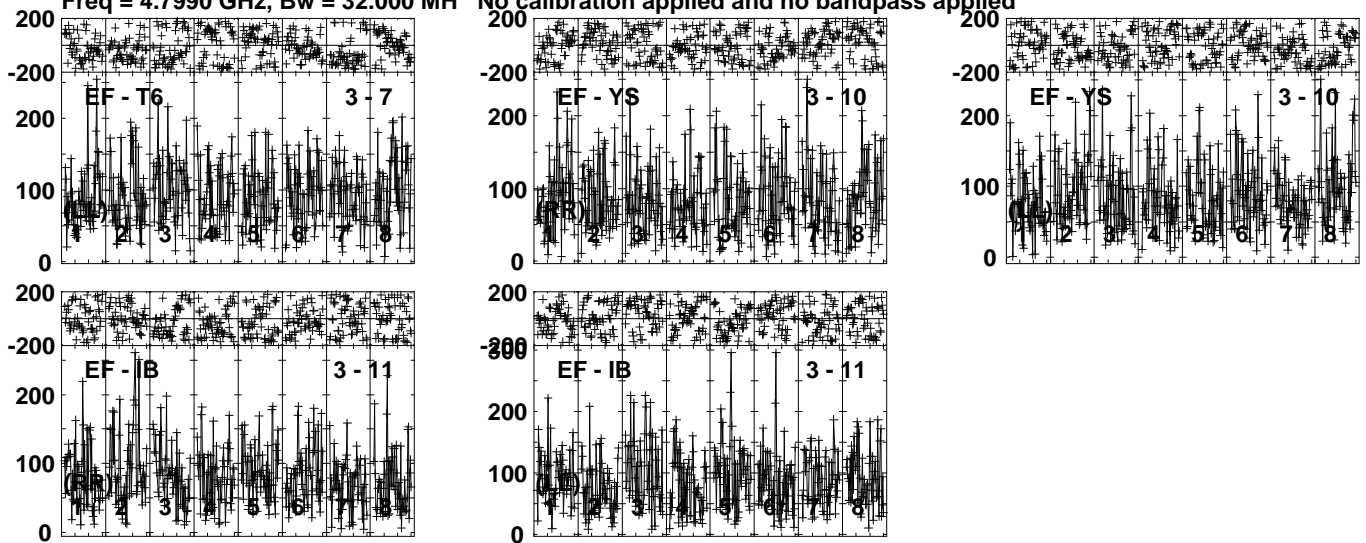 Freq = 4.7990 GHz, Bw = 32.000 MH No calibration applied and no bandpass applied
200
-200
EF - T6 3 - 7
200
100
(LL)
1 2 3 4 5 6 7 8
0
200
-200
EF - YS 3 - 10
200
100
(RR)
1 2 3 4 5 6 7 8
0
200
-200
EF - YS 3 - 10
200
100
(LL)
1 2 3 4 5 6 7 8
0
200
-200
EF - IB 3 - 11
200
100
(RR)
1 2 3 4 5 6 7 8
0
200
-200
300
EF - IB 3 - 11
200
100
(LL)
1 2 3 4 5 6 7 8
0